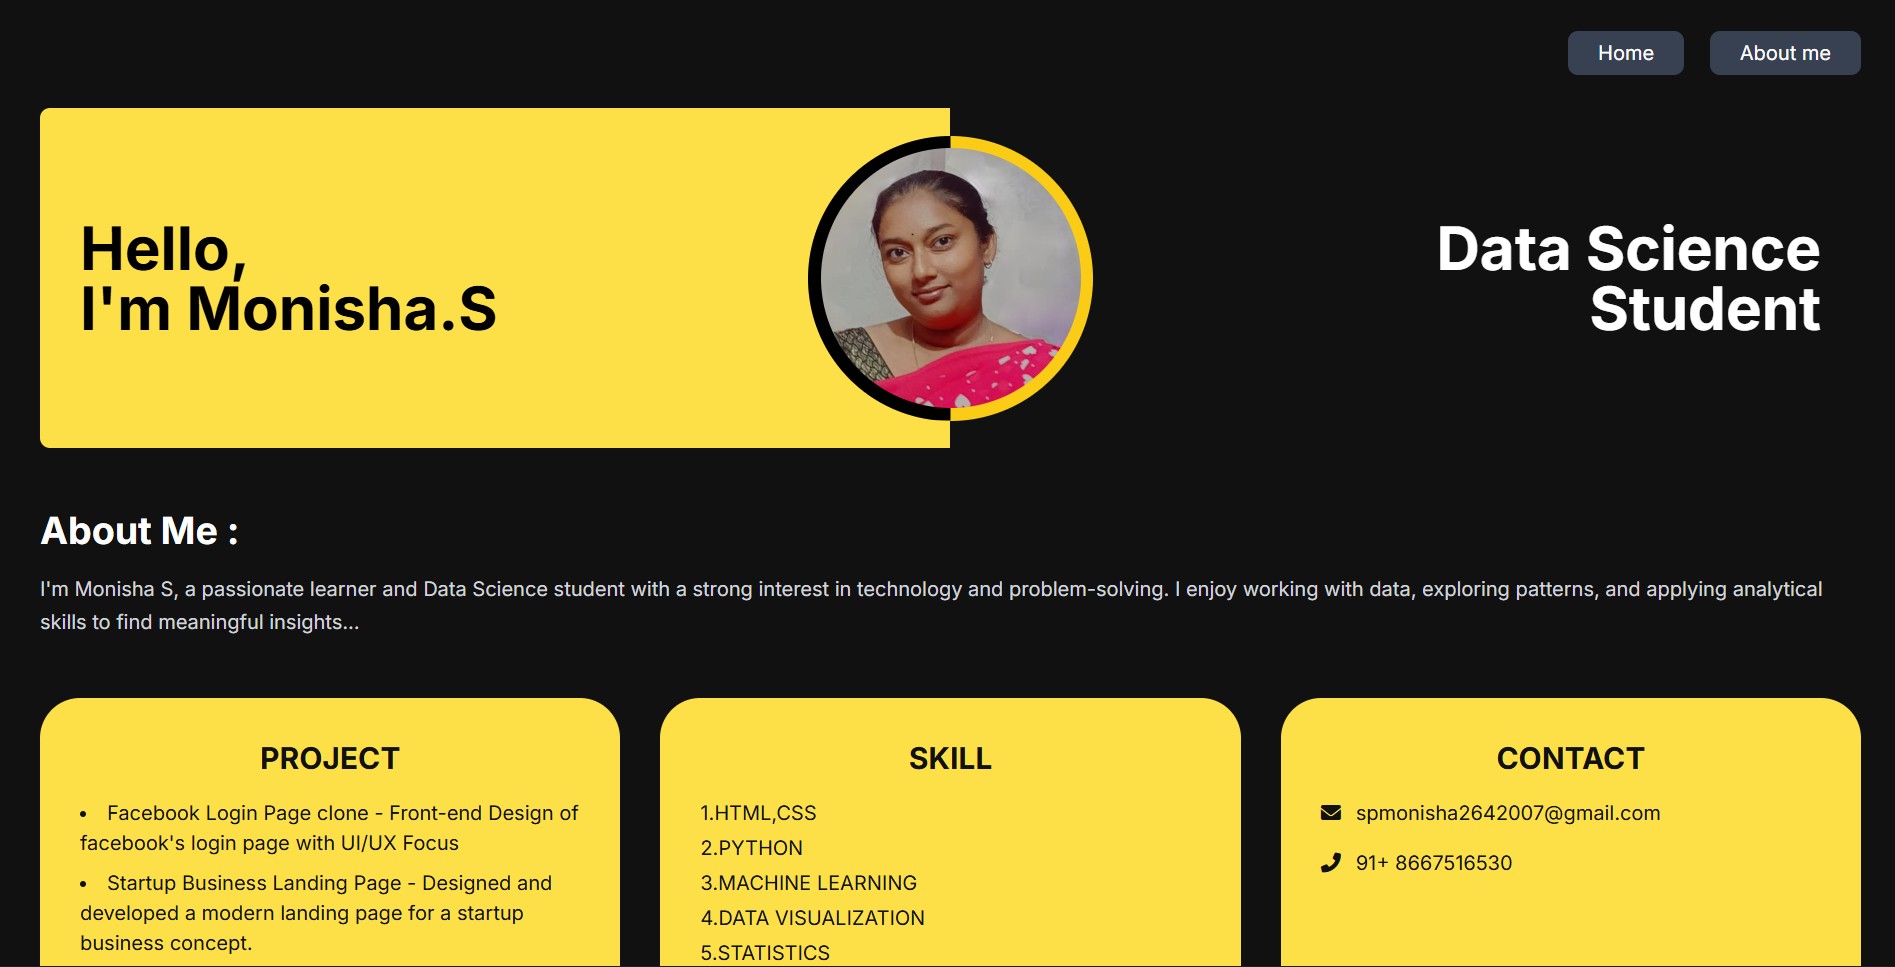 Home
About me
Hello,
I'm Monisha.S
Data Science
Student
About Me :
I'm Monisha S, a passionate learner and Data Science student with a strong interest in technology and problem-solving. I enjoy working with data, exploring patterns, and applying analytical
skills to find meaningful insights...
PROJECT
• Facebook Login Page clone - Front-end Design of
facebook's login page with UI/UX Focus
• Startup Business Landing Page - Designed and
developed a modern landing page for a startup
business concept.
SKILL
1.HTML,CSS
2.PYTHON
3.MACHINE LEARNING
4.DATA VISUALIZATION
5.STATISTICS
CONTACT
spmonisha2642007@gmail.com
91+ 8667516530